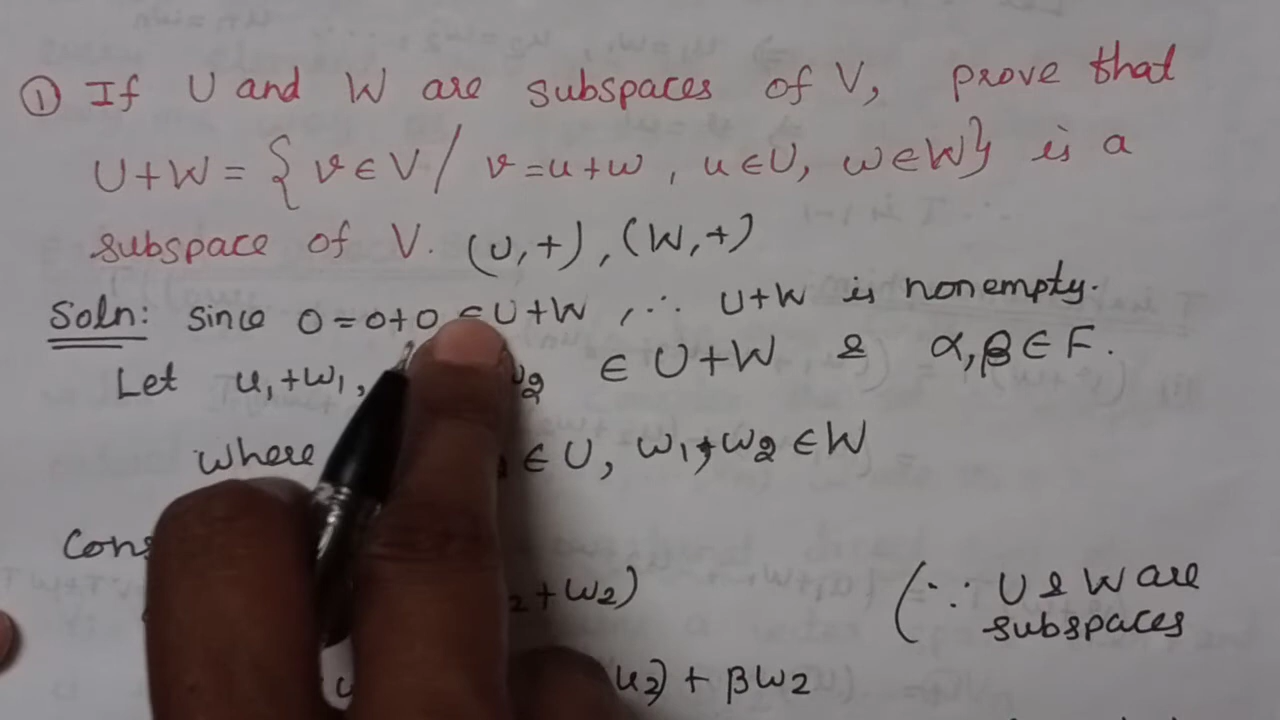 ① If U and W are subspaces of V, prove that
U+W = { v ∈ V / v = u+w, u ∈ U, w ∈ W} is a
subspace of V. (U,+), (W,+)
Soln: since 0 = 0+0 ∈ U+W, ∴ U+W is nonempty.
Let u₁+w₁, ∈ U+W & α,β ∈ F.
where ∈ U, w₁,+w₂ ∈ W
₂+w₂) (∵ U & W are
subspaces
u₂) + βw₂